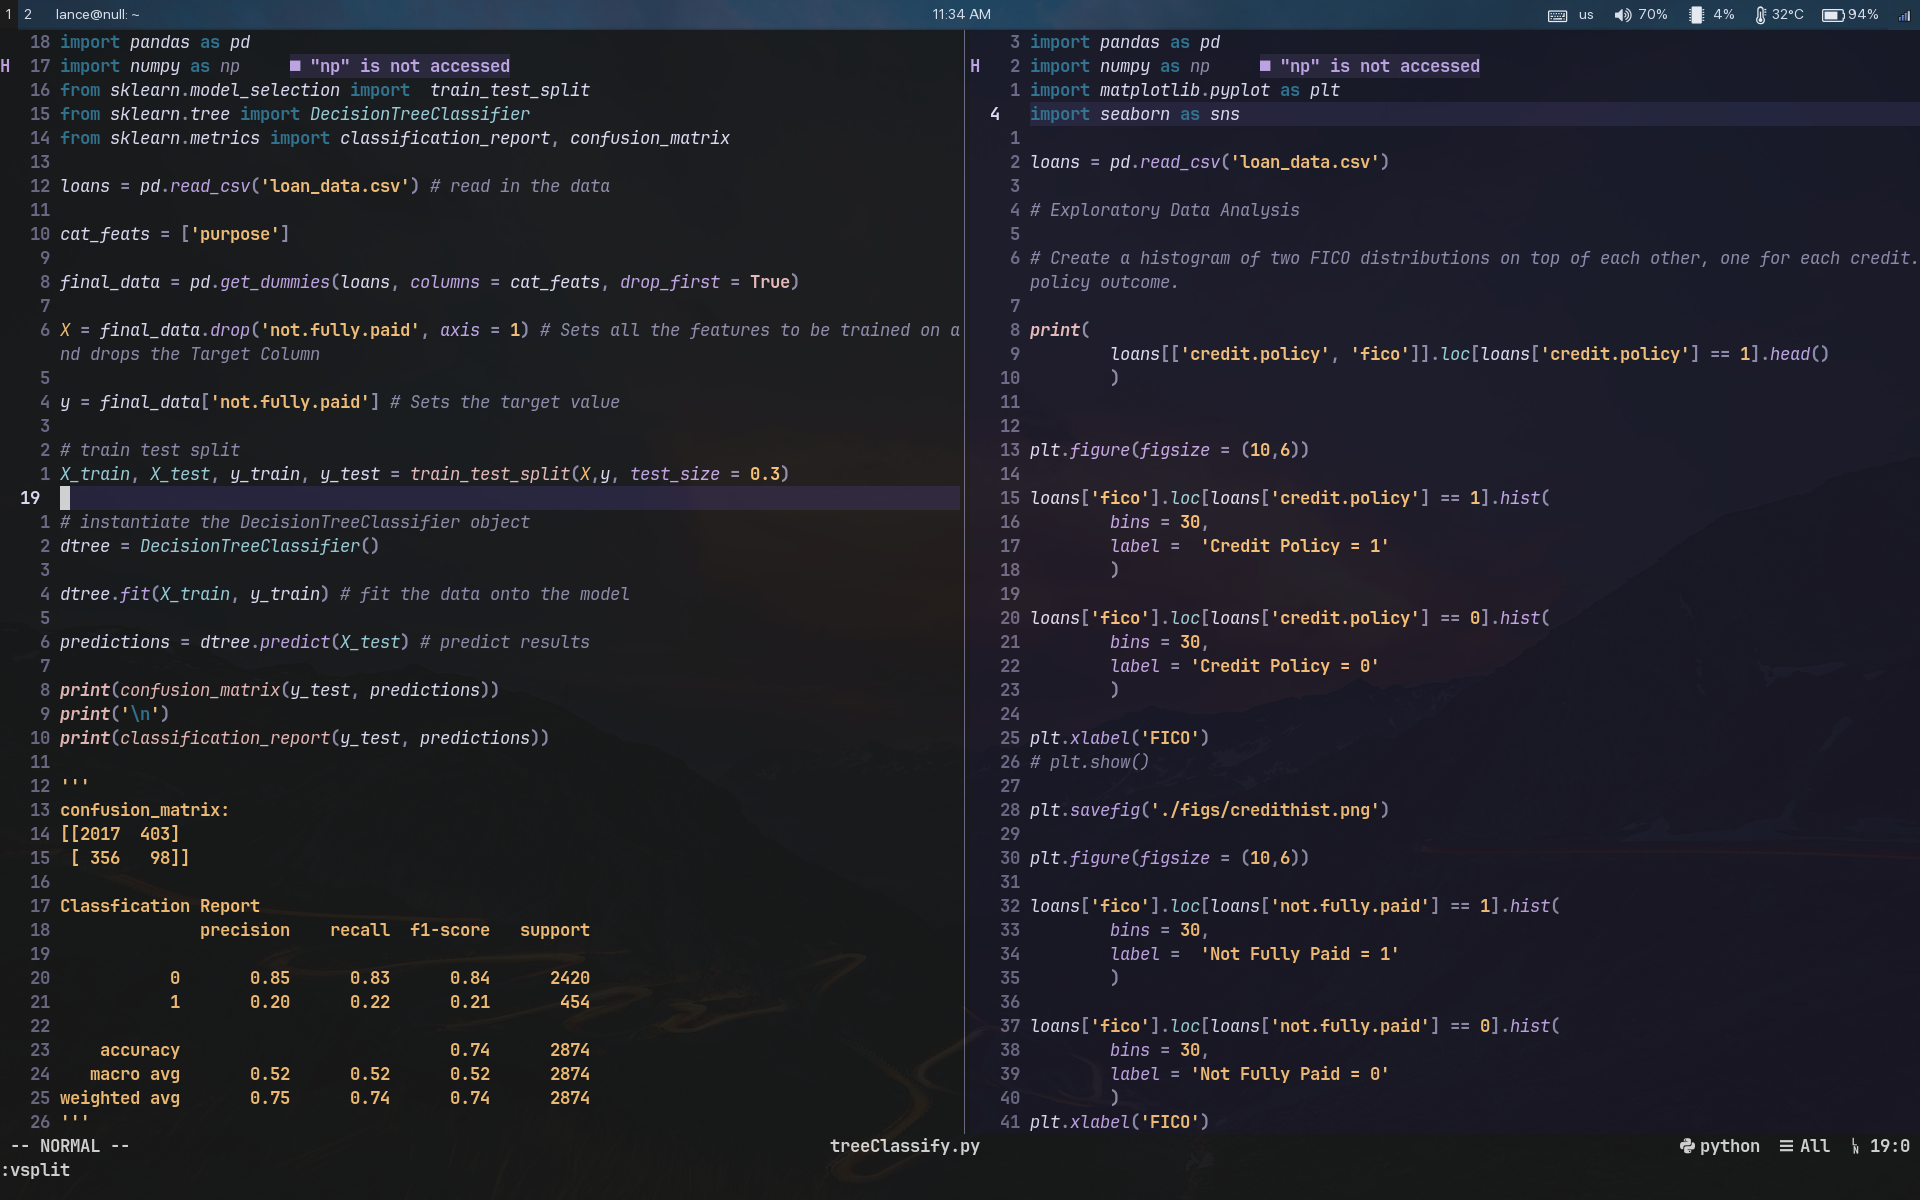 1 2 lance@null: ~ 11:34 AM us 70% 4% 32°C 94%
18 import pandas as pd
H 17 import numpy as np ■ "np" is not accessed
16 from sklearn.model_selection import  train_test_split
15 from sklearn.tree import DecisionTreeClassifier
14 from sklearn.metrics import classification_report, confusion_matrix
13
12 loans = pd.read_csv('loan_data.csv') # read in the data
11
10 cat_feats = ['purpose']
9
8 final_data = pd.get_dummies(loans, columns = cat_feats, drop_first = True)
7
6 X = final_data.drop('not.fully.paid', axis = 1) # Sets all the features to be trained on a
nd drops the Target Column
5
4 y = final_data['not.fully.paid'] # Sets the target value
3
2 # train test split
1 X_train, X_test, y_train, y_test = train_test_split(X,y, test_size = 0.3)
19
1 # instantiate the DecisionTreeClassifier object
2 dtree = DecisionTreeClassifier()
3
4 dtree.fit(X_train, y_train) # fit the data onto the model
5
6 predictions = dtree.predict(X_test) # predict results
7
8 print(confusion_matrix(y_test, predictions))
9 print('\n')
10 print(classification_report(y_test, predictions))
11
12 '''
13 confusion_matrix:
14 [[2017  403]
15  [ 356   98]]
16
17 Classfication Report
18               precision    recall  f1-score   support
19
20            0       0.85      0.83      0.84      2420
21            1       0.20      0.22      0.21       454
22
23     accuracy                           0.74      2874
24    macro avg       0.52      0.52      0.52      2874
25 weighted avg       0.75      0.74      0.74      2874
26 '''
3 import pandas as pd
H 2 import numpy as np ■ "np" is not accessed
1 import matplotlib.pyplot as plt
4 import seaborn as sns
1
2 loans = pd.read_csv('loan_data.csv')
3
4 # Exploratory Data Analysis
5
6 # Create a histogram of two FICO distributions on top of each other, one for each credit.
policy outcome.
7
8 print(
9         loans[['credit.policy', 'fico']].loc[loans['credit.policy'] == 1].head()
10         )
11
12
13 plt.figure(figsize = (10,6))
14
15 loans['fico'].loc[loans['credit.policy'] == 1].hist(
16         bins = 30,
17         label =  'Credit Policy = 1'
18         )
19
20 loans['fico'].loc[loans['credit.policy'] == 0].hist(
21         bins = 30,
22         label = 'Credit Policy = 0'
23         )
24
25 plt.xlabel('FICO')
26 # plt.show()
27
28 plt.savefig('./figs/credithist.png')
29
30 plt.figure(figsize = (10,6))
31
32 loans['fico'].loc[loans['not.fully.paid'] == 1].hist(
33         bins = 30,
34         label =  'Not Fully Paid = 1'
35         )
36
37 loans['fico'].loc[loans['not.fully.paid'] == 0].hist(
38         bins = 30,
39         label = 'Not Fully Paid = 0'
40         )
41 plt.xlabel('FICO')
-- NORMAL -- treeClassify.py python All LN 19:0
:vsplit